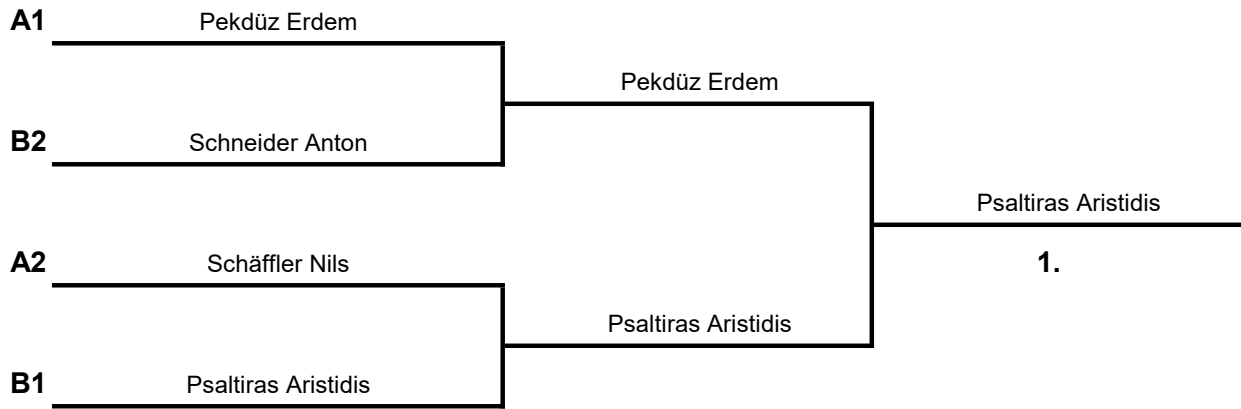 A1 Pekdüz Erdem
Pekdüz Erdem
B2 Schneider Anton
Psaltiras Aristidis
A2 Schäffler Nils
1.
Psaltiras Aristidis
B1 Psaltiras Aristidis